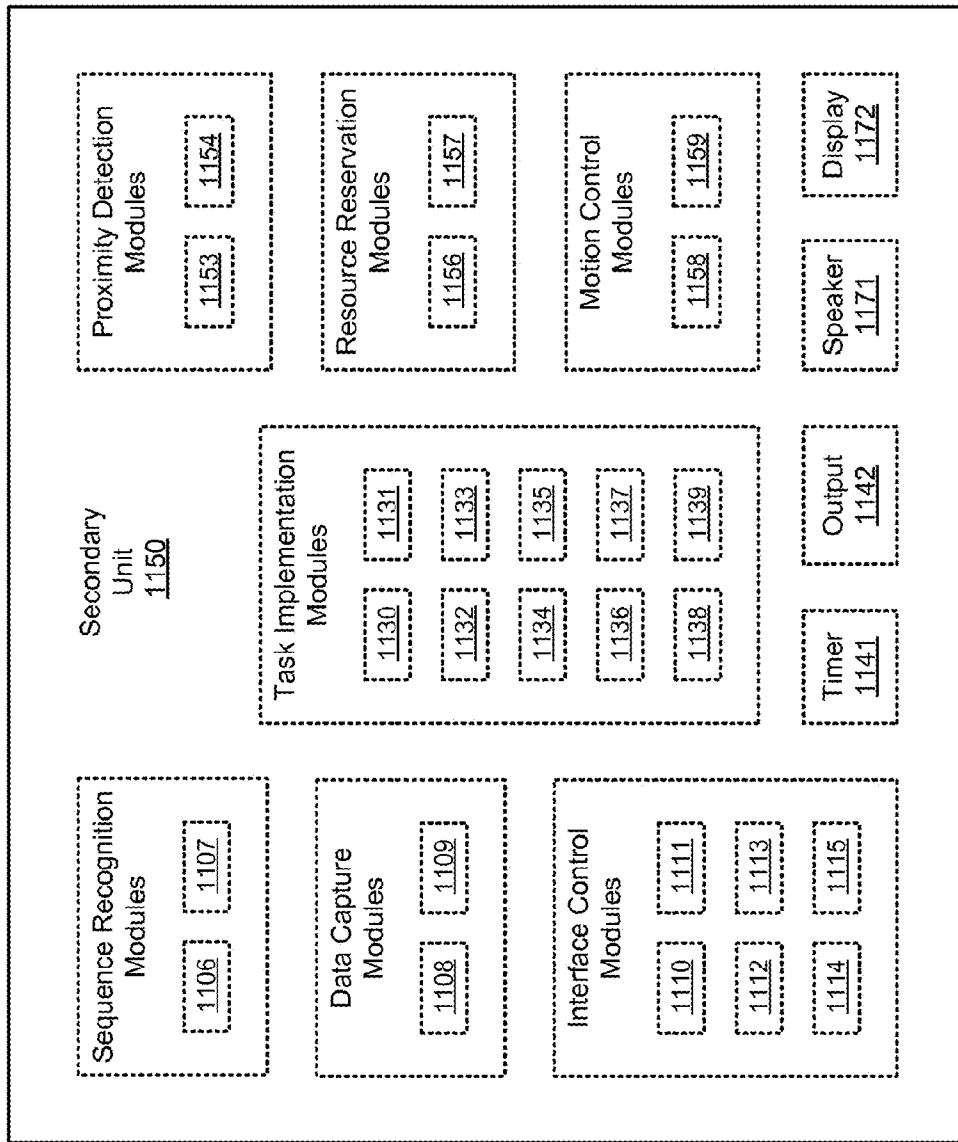 Secondary
Unit
1150
Sequence Recognition
Modules
1106 1107
Data Capture
Modules
1108 1109
Interface Control
Modules
1110 1111
1112 1113
1114 1115
Task Implementation
Modules
1130 1131
1132 1133
1134 1135
1136 1137
1138 1139
Proximity Detection
Modules
1153 1154
Resource Reservation
Modules
1156 1157
Motion Control
Modules
1158 1159
Timer
1141
Output
1142
Speaker
1171
Display
1172